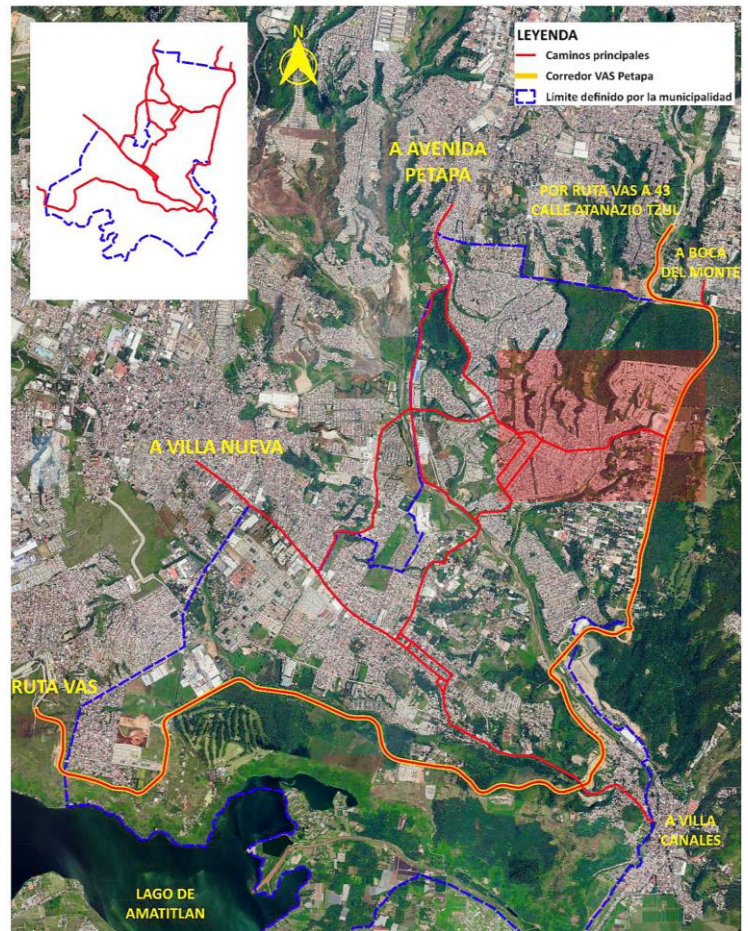 N
LEYENDA
Caminos principales
Corredor VAS Petapa
Límite definido por la municipalidad
A AVENIDA
PETAPA
POR RUTA VAS A 43
CALLE ATANAZIO TZUL
A BOCA
DEL MONTE
A VILLA NUEVA
RUTA VAS
A VILLA
CANALES
LAGO DE
AMATITLAN